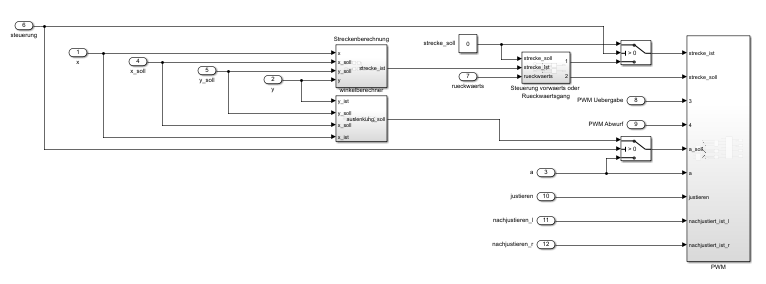 6
steuerung
1
x
4
x_soll
5
y_soll
2
y
Streckenberechnung
x
x_soll
y_soll
y
strecke_ist
winkelberechner
y_ist
y_soll
x_soll
x_ist
auslenkung_soll
strecke_soll
0
7
rueckwaerts
strecke_soll
strecke_ist
rueckwaerts
1
2
Steuerung vorwaerts oder
Rueckwaertsgang
> 0
PWM Uebergabe
8
PWM Abwurf
9
> 0
a
3
justieren
10
nachjustieren_l
11
nachjustieren_r
12
strecke_ist
strecke_soll
3
4
a_soll
a
justieren
nachjustiert_ist_l
nachjustiert_ist_r
PWM